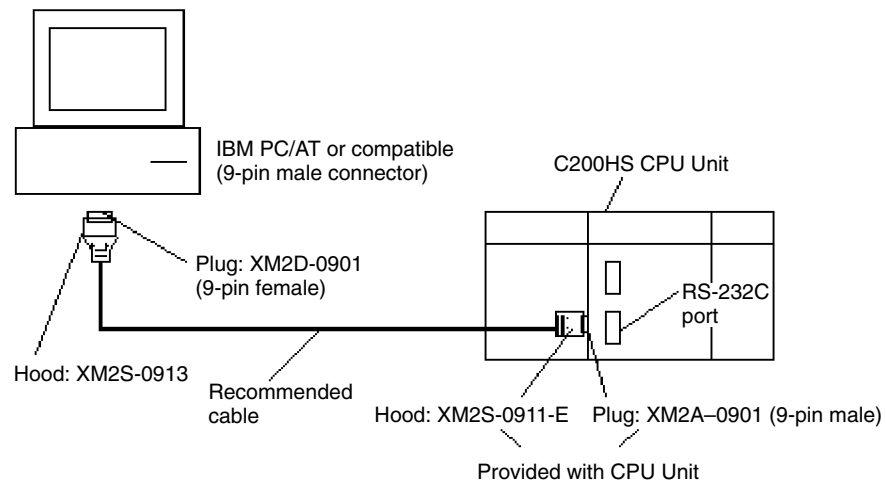 IBM PC/AT or compatible
(9-pin male connector)
C200HS CPU Unit
Plug: XM2D-0901
(9-pin female)
RS-232C
port
Hood: XM2S-0913
Recommended
cable
Hood: XM2S-0911-E
Plug: XM2A–0901 (9-pin male)
Provided with CPU Unit